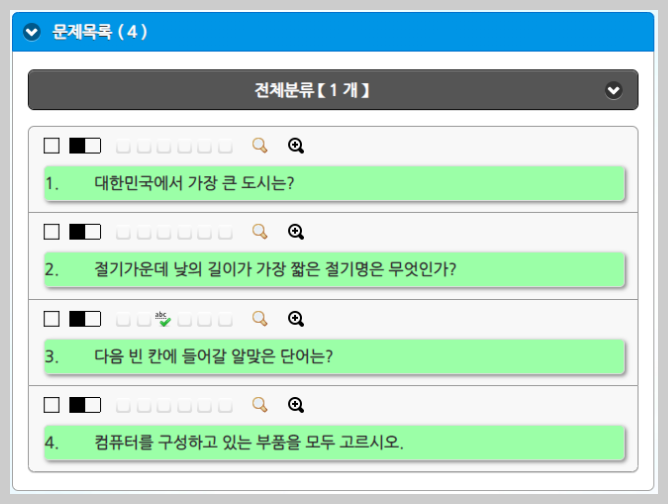 문제목록 ( 4 )
전체분류【 1 개 】
1. 대한민국에서 가장 큰 도시는?
2. 절기가운데 낮의 길이가 가장 짧은 절기명은 무엇인가?
abc
3. 다음 빈 칸에 들어갈 알맞은 단어는?
4. 컴퓨터를 구성하고 있는 부품을 모두 고르시오.